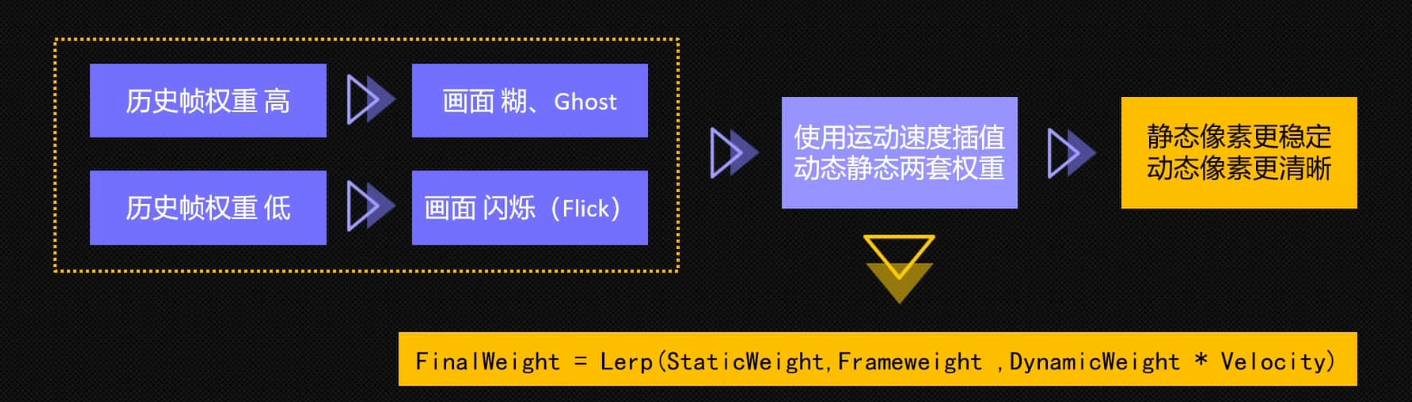 历史帧权重 高
画面 糊、Ghost
历史帧权重 低
画面 闪烁（Flick）
使用运动速度插值
动态静态两套权重
静态像素更稳定
动态像素更清晰
FinalWeight = Lerp(StaticWeight,Frameweight ,DynamicWeight * Velocity)